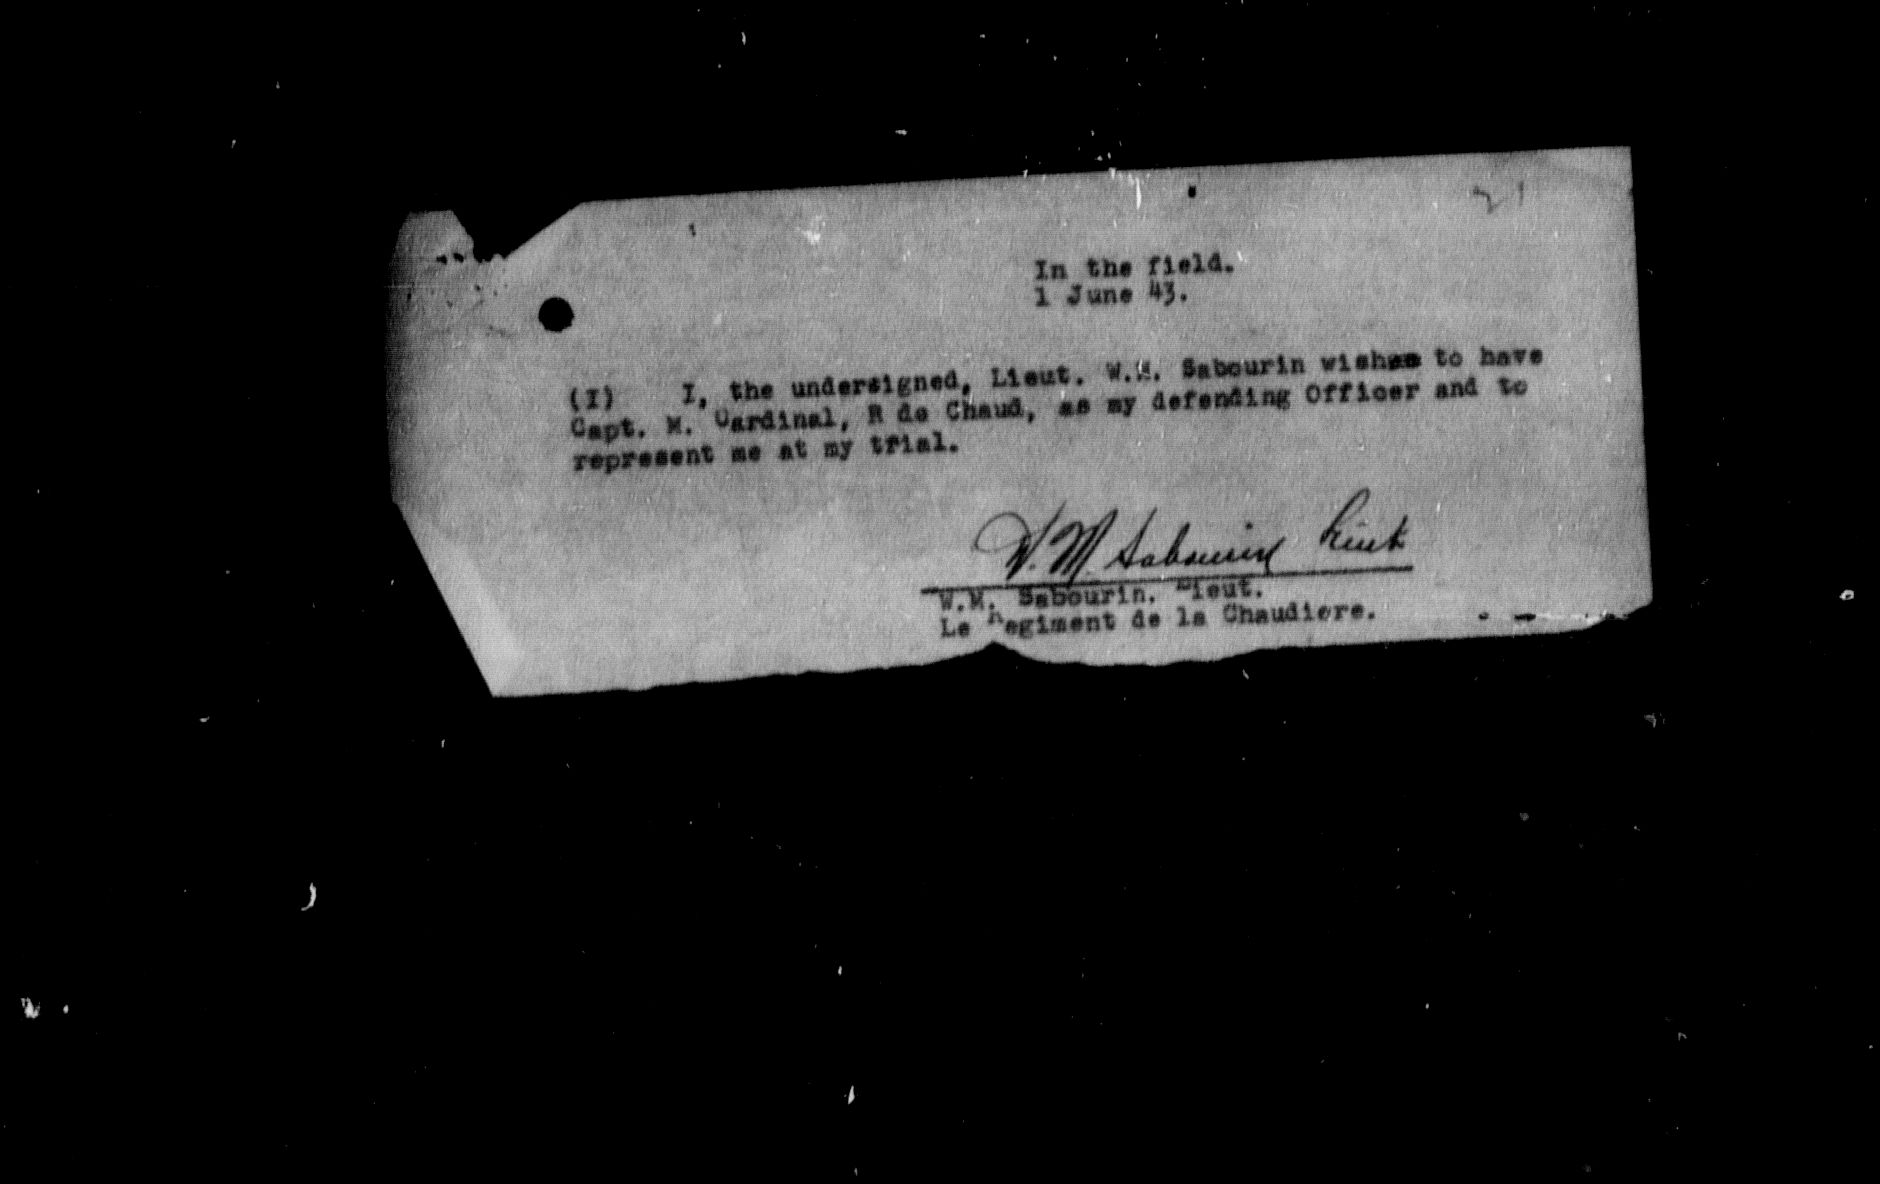 21
In the field.
1 June 43.
(I) I, the undersigned, Lieut. W.M. Sabourin wishes to have
Capt. M. Cardinal, R de Chaud, as my defending Officer and to
represent me at my trial.
W. M. Sabourin Lieut
W.M. Sabourin. Lieut.
Le Regiment de la Chaudiere.